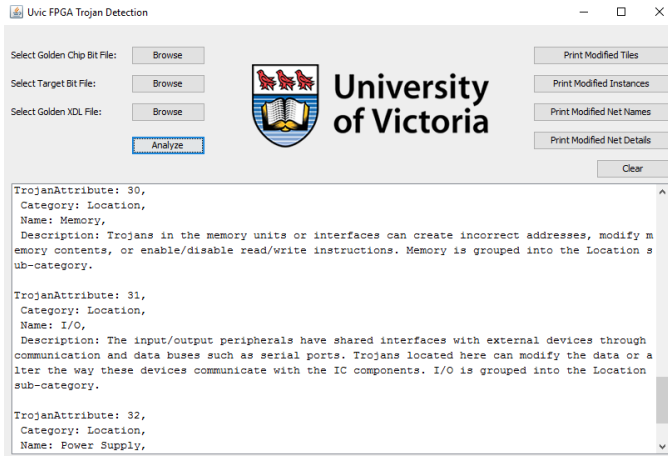 Uvic FPGA Trojan Detection
Select Golden Chip Bit File:
Browse
Print Modified Tiles
Select Target Bit File:
Browse
Print Modified Instances
Select Golden XDL File:
Browse
Print Modified Net Names
Analyze
Print Modified Net Details
University
of Victoria
Clear
TrojanAttribute: 30,
Category: Location,
Name: Memory,
Description: Trojans in the memory units or interfaces can create incorrect addresses, modify m
emory contents, or enable/disable read/write instructions. Memory is grouped into the Location s
ub-category.
TrojanAttribute: 31,
Category: Location,
Name: I/O,
Description: The input/output peripherals have shared interfaces with external devices through
communication and data buses such as serial ports. Trojans located here can modify the data or a
lter the way these devices communicate with the IC components. I/O is grouped into the Location
sub-category.
TrojanAttribute: 32,
Category: Location,
Name: Power Supply,